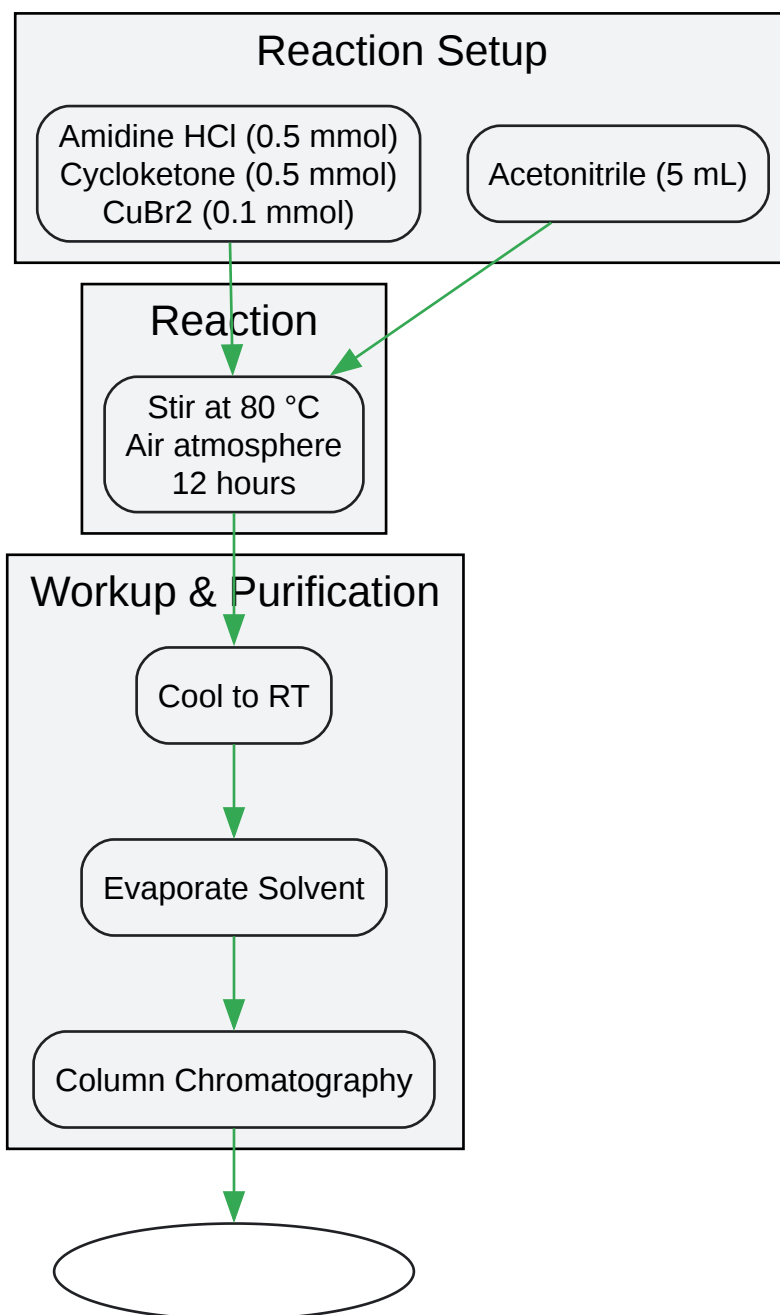 Reaction Setup
Amidine HCl (0.5 mmol)
Cycloketone (0.5 mmol)
CuBr2 (0.1 mmol)
Acetonitrile (5 mL)
Reaction
Stir at 80 °C
Air atmosphere
12 hours
Workup & Purification
Cool to RT
Evaporate Solvent
Column Chromatography